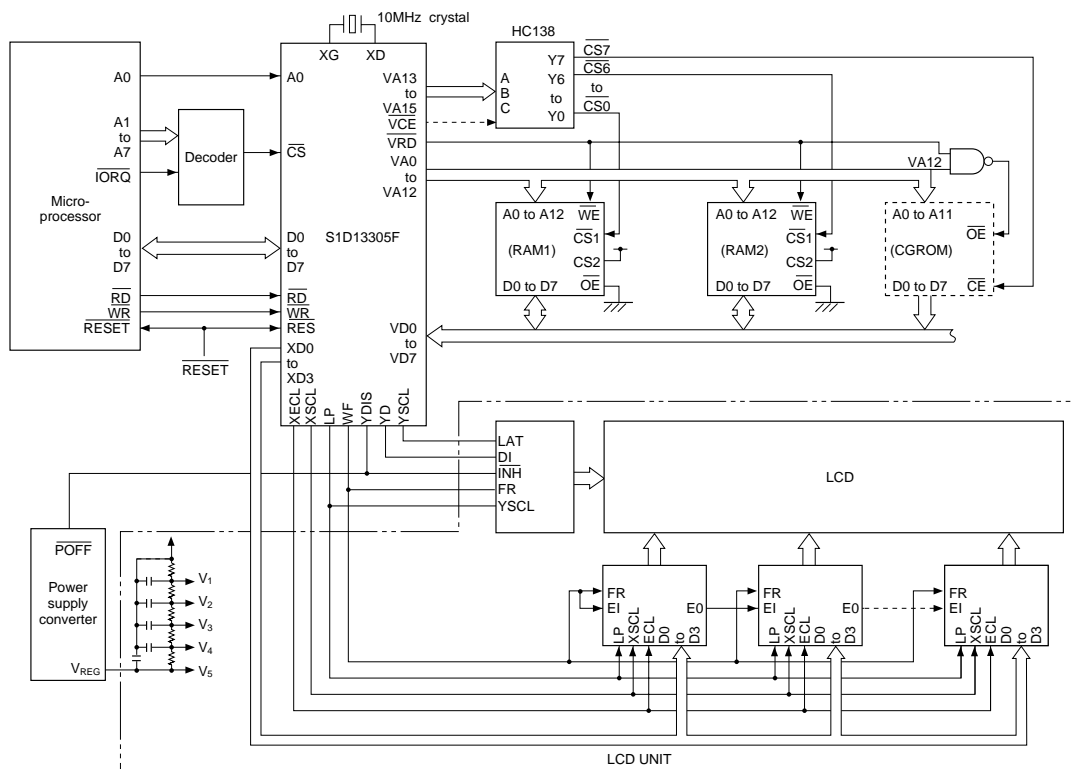 10MHz crystal
XG XD
HC138
A0
A1
to
A7
IORQ
Micro-
processor
D0
to
D7
RD
WR
RESET
Decoder
RESET
A0
CS
S1D13305F
D0
to
D7
RD
WR
RES
XD0
to
XD3
VA13
to
VA15
VCE
VRD
VA0
to
VA12
VD0
to
VD7
XECL
XSCL
LP
WF
YDIS
YD
YSCL
A
B
C
Y7
Y6
to
Y0
CS7
CS6
to
CS0
VA12
A0 to A12
WE
CS1
(RAM1)
CS2
D0 to D7
OE
A0 to A12
WE
CS1
(RAM2)
CS2
D0 to D7
OE
A0 to A11
OE
(CGROM)
D0 to D7
CE
LAT
DI
INH
FR
YSCL
LCD
POFF
Power
supply
converter
VREG
V1
V2
V3
V4
V5
FR
EI
E0
LP
XSCL
ECL
D0
to
D3
FR
EI
E0
LP
XSCL
ECL
D0
to
D3
FR
EI
LP
XSCL
ECL
D0
to
D3
LCD UNIT